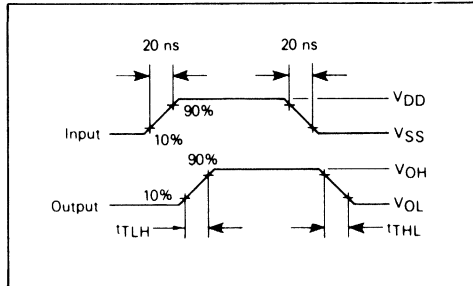 20 ns 20 ns
VDD
90%
Input 10% VSS
90% VOH
10%
Output VOL
tTLH tTHL